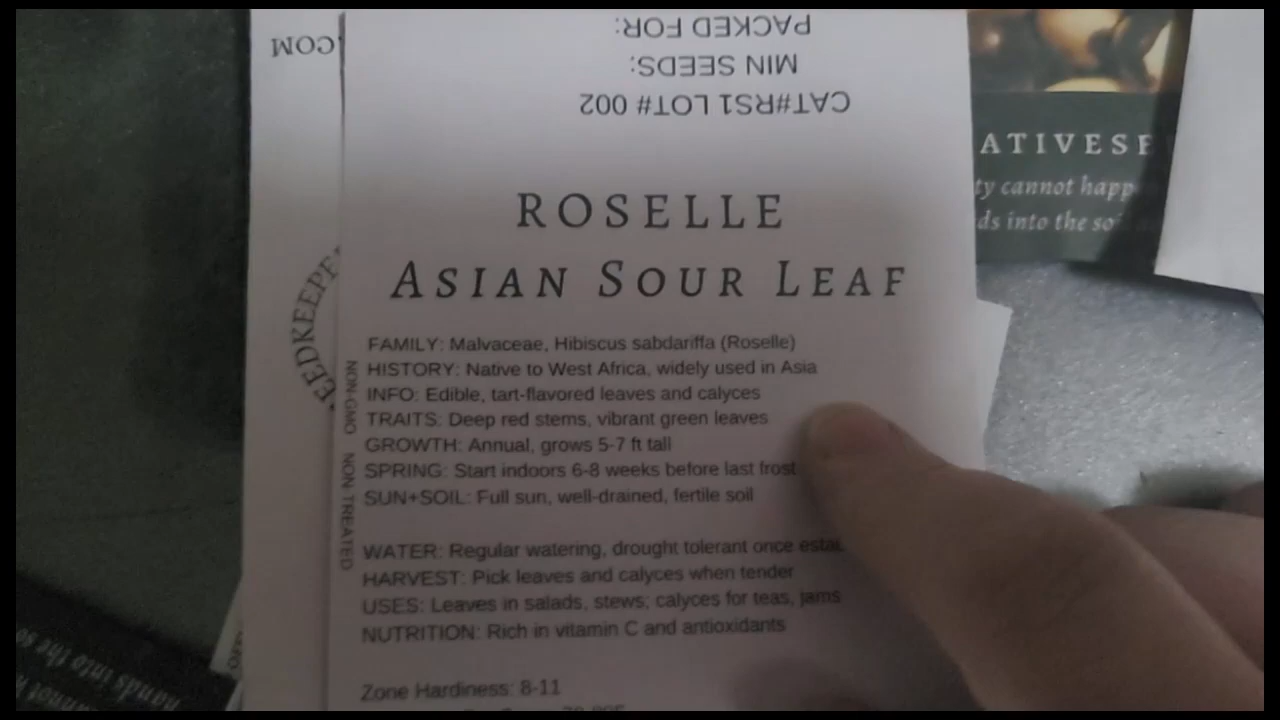 PACKED FOR:
MIN SEEDS:
CAT#RS1 LOT# 002
.COM
ROSELLE
ASIAN SOUR LEAF
FAMILY: Malvaceae, Hibiscus sabdariffa (Roselle)
HISTORY: Native to West Africa, widely used in Asia
INFO: Edible, tart-flavored leaves and calyces
TRAITS: Deep red stems, vibrant green leaves
GROWTH: Annual, grows 5-7 ft tall
SPRING: Start indoors 6-8 weeks before last frost
SUN+SOIL: Full sun, well-drained, fertile soil
WATER: Regular watering, drought tolerant once
HARVEST: Pick leaves and calyces when tender
USES: Leaves in salads, stews; calyces for teas, jams
NUTRITION: Rich in vitamin C and antioxidants
Zone Hardiness: 8-11
NON-GMO NON TREATED
EEDKEEPE
ATIVESE
ty cannot happ
ds into the so
hands into the so